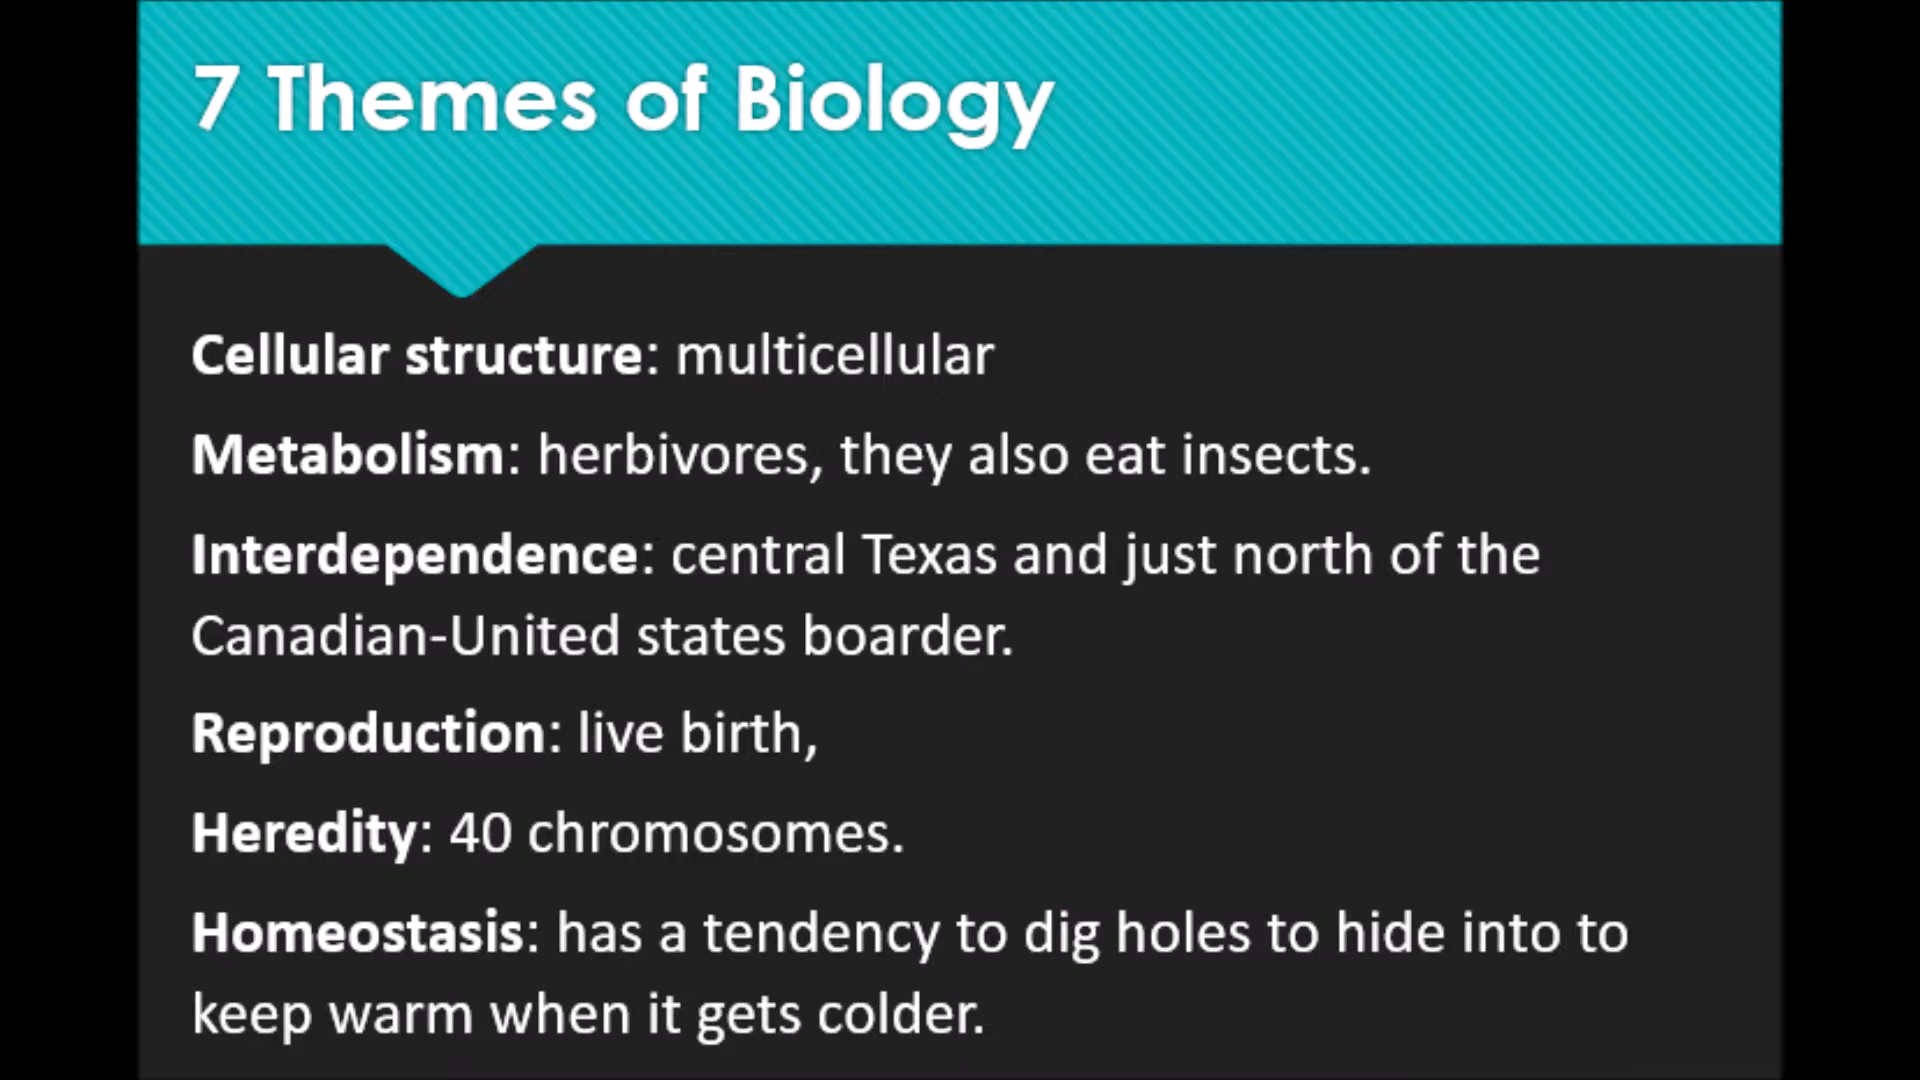 7 Themes of Biology
Cellular structure: multicellular
Metabolism: herbivores, they also eat insects.
Interdependence: central Texas and just north of the
Canadian-United states boarder.
Reproduction: live birth,
Heredity: 40 chromosomes.
Homeostasis: has a tendency to dig holes to hide into to
keep warm when it gets colder.